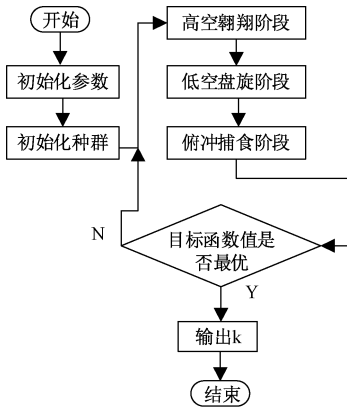 开始
初始化参数
初始化种群
高空翱翔阶段
低空盘旋阶段
俯冲捕食阶段
目标函数值是
否最优
N
Y
输出k
结束